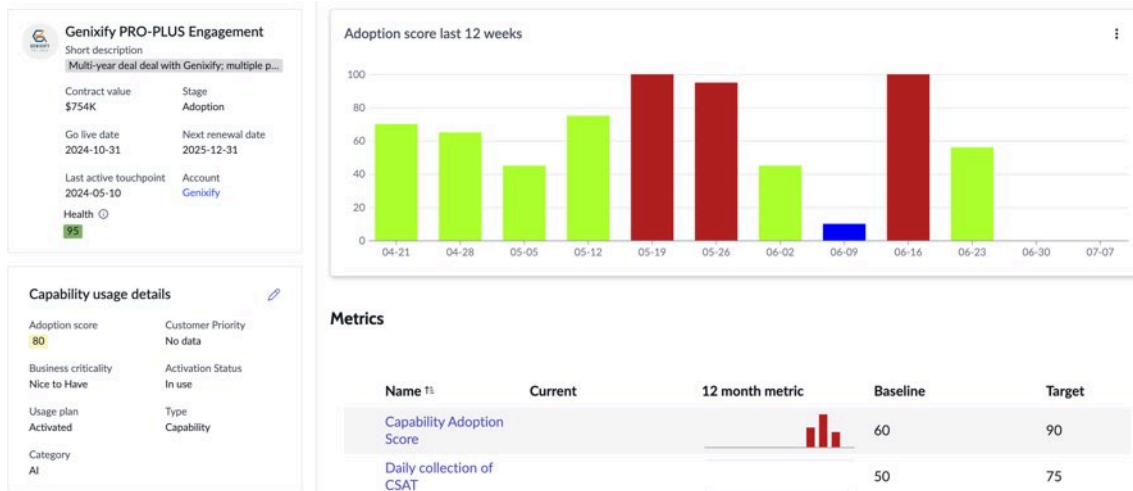 Genixify PRO-PLUS Engagement
Short description
Multi-year deal deal with Genixify; multiple p...
Contract value
$754K
Stage
Adoption
Go live date
2024-10-31
Next renewal date
2025-12-31
Last active touchpoint
2024-05-10
Account
Genixify
Health
95
Capability usage details
Adoption score
80
Customer Priority
No data
Business criticality
Nice to Have
Activation Status
In use
Usage plan
Activated
Type
Capability
Category
AI
Adoption score last 12 weeks
100
80
60
40
20
0
04-21 04-28 05-05 05-12 05-19 05-26 06-02 06-09 06-16 06-23 06-30 07-07
Metrics
Name Current 12 month metric Baseline Target
Capability Adoption
Score
60 90
Daily collection of
CSAT
50 75